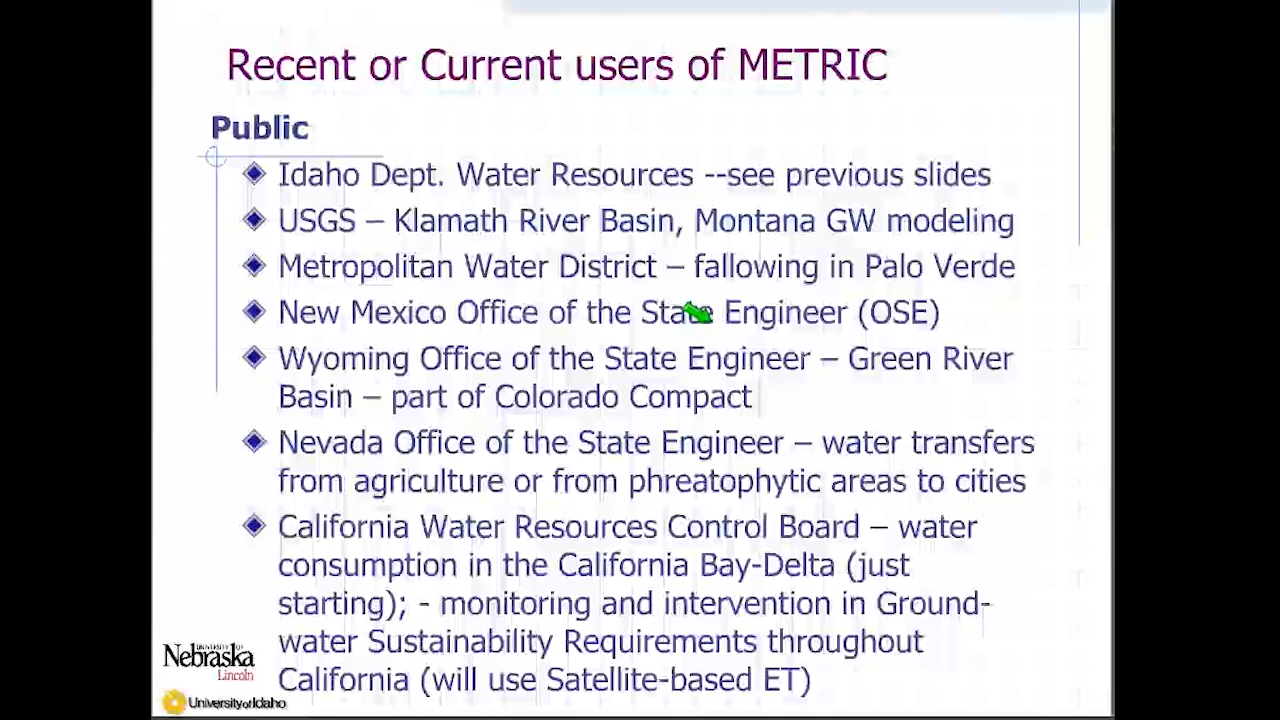 Recent or Current users of METRIC
Public
Idaho Dept. Water Resources --see previous slides
USGS – Klamath River Basin, Montana GW modeling
Metropolitan Water District – fallowing in Palo Verde
New Mexico Office of the State Engineer (OSE)
Wyoming Office of the State Engineer – Green River
Basin – part of Colorado Compact
Nevada Office of the State Engineer – water transfers
from agriculture or from phreatophytic areas to cities
California Water Resources Control Board – water
consumption in the California Bay-Delta (just
starting); - monitoring and intervention in Ground-
water Sustainability Requirements throughout
California (will use Satellite-based ET)
UNIVERSITY OF
Nebraska
Lincoln
University of Idaho